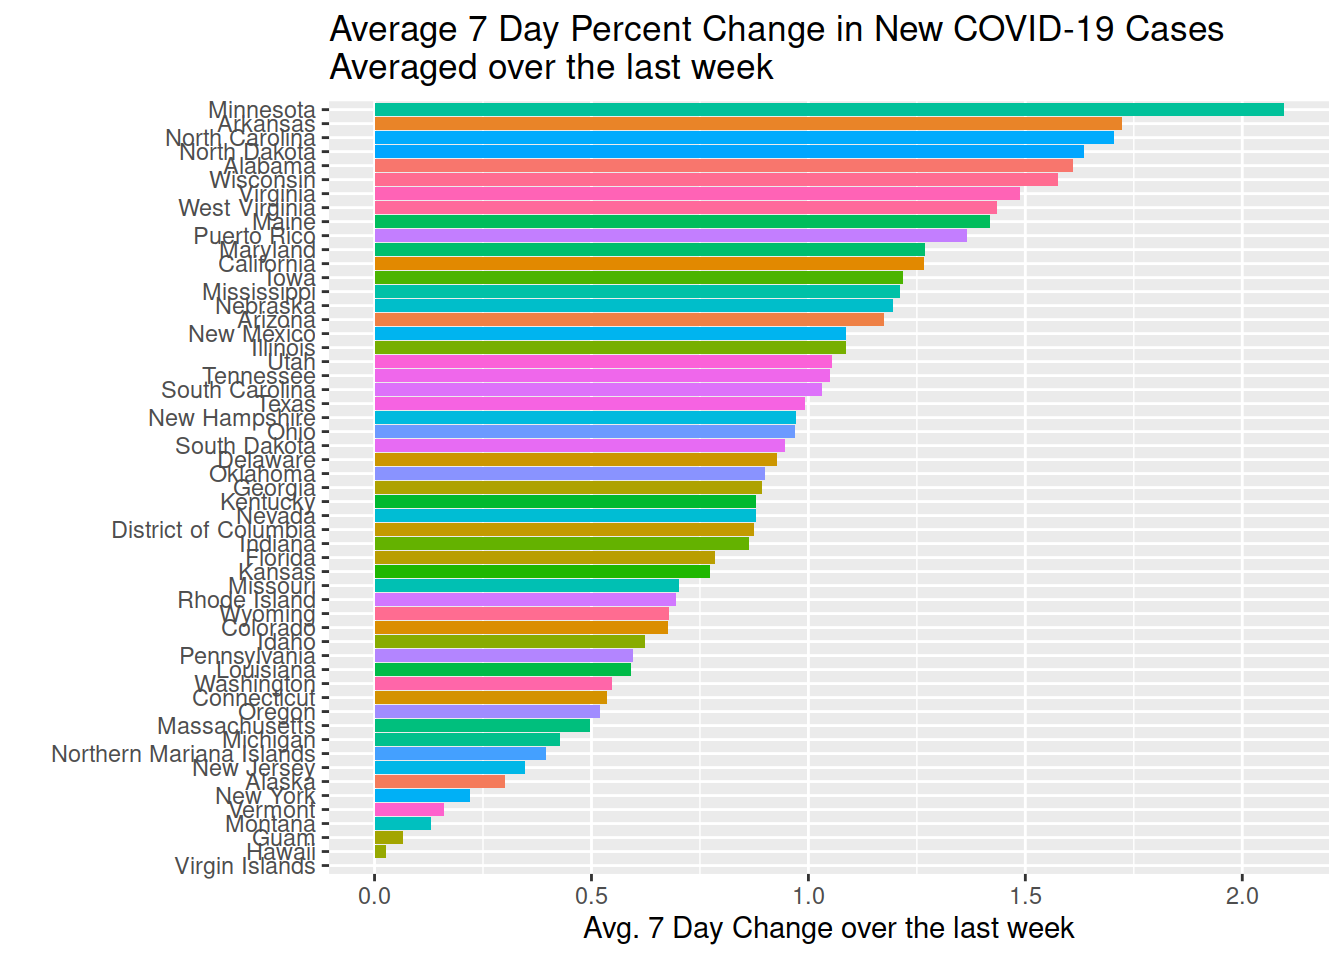 Average 7 Day Percent Change in New COVID-19 Cases
Averaged over the last week
Minnesota
Arkansas
North Carolina
North Dakota
Alabama
Wisconsin
Virginia
West Virginia
Maine
Puerto Rico
Maryland
California
Iowa
Mississippi
Nebraska
Arizona
New Mexico
Illinois
Utah
Tennessee
South Carolina
Texas
New Hampshire
Ohio
South Dakota
Delaware
Oklahoma
Georgia
Kentucky
Nevada
District of Columbia
Indiana
Florida
Kansas
Missouri
Rhode Island
Wyoming
Colorado
Idaho
Pennsylvania
Louisiana
Washington
Connecticut
Oregon
Massachusetts
Michigan
Northern Mariana Islands
New Jersey
Alaska
New York
Vermont
Montana
Guam
Hawaii
Virgin Islands
0.0 0.5 1.0 1.5 2.0
Avg. 7 Day Change over the last week